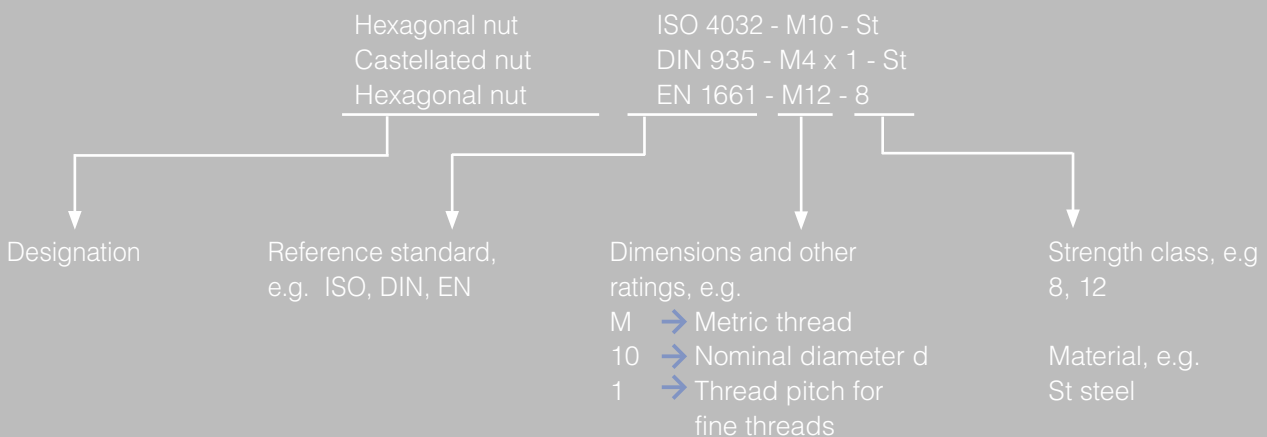 Hexagonal nut ISO 4032 - M10 - St
Castellated nut DIN 935 - M4 x 1 - St
Hexagonal nut EN 1661 - M12 - 8
Designation
Reference standard,
e.g. ISO, DIN, EN
Dimensions and other
ratings, e.g.
M → Metric thread
10 → Nominal diameter d
1 → Thread pitch for
fine threads
Strength class, e.g
8, 12
Material, e.g.
St steel